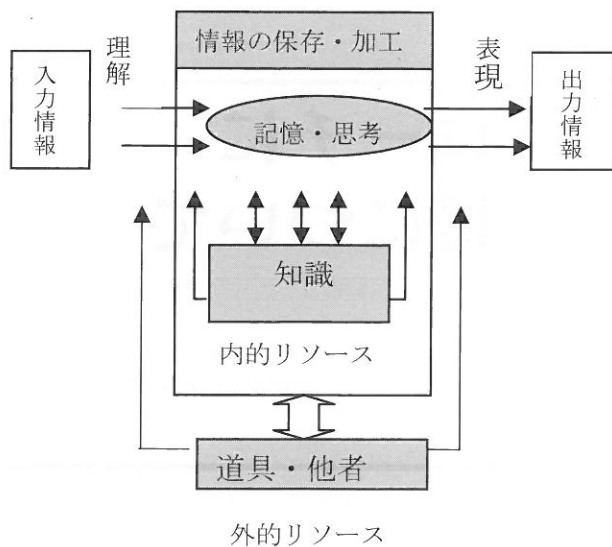 情報の保存・加工
理解
表現
入力情報
記憶・思考
出力情報
知識
内的リソース
道具・他者
外的リソース